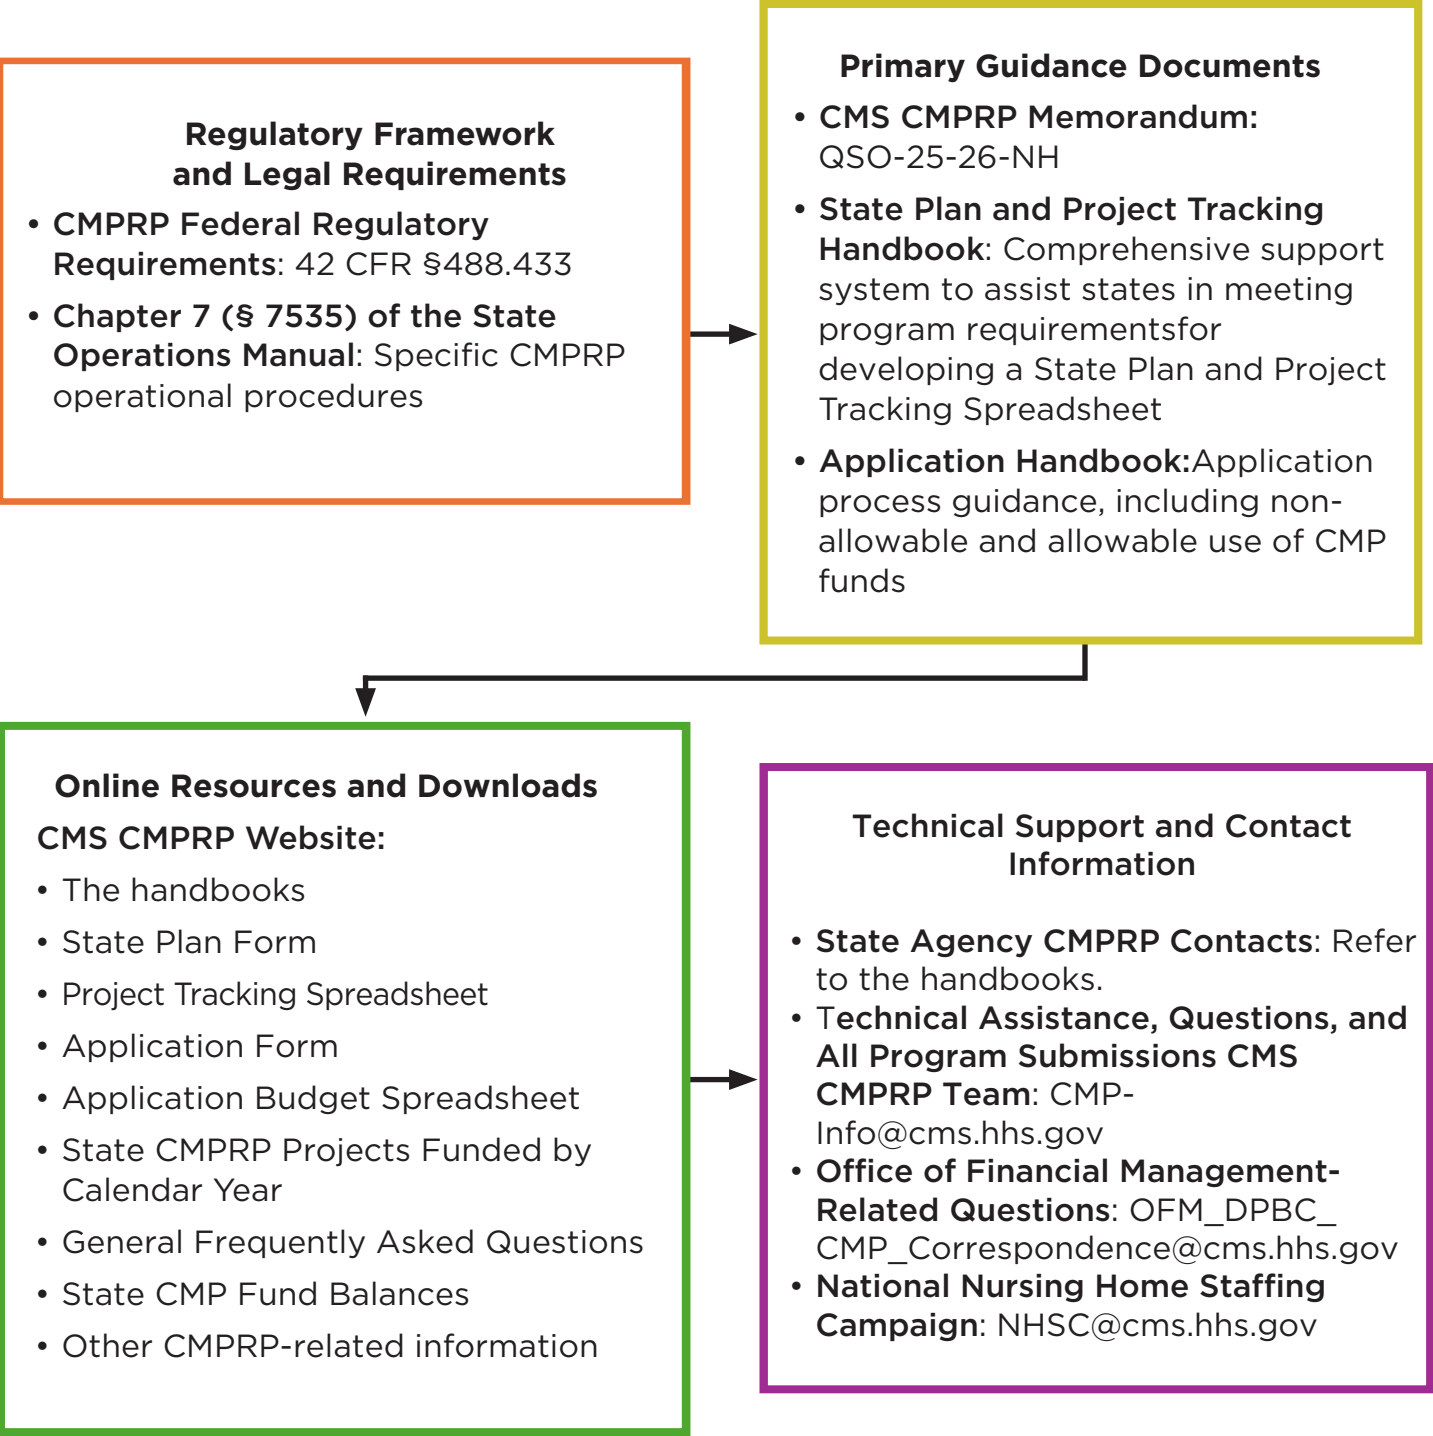 Regulatory Framework
and Legal Requirements
• CMPRP Federal Regulatory
Requirements: 42 CFR §488.433
• Chapter 7 (§ 7535) of the State
Operations Manual: Specific CMPRP
operational procedures
Primary Guidance Documents
• CMS CMPRP Memorandum:
QSO-25-26-NH
• State Plan and Project Tracking
Handbook: Comprehensive support
system to assist states in meeting
program requirementsfor
developing a State Plan and Project
Tracking Spreadsheet
• Application Handbook:Application
process guidance, including non-
allowable and allowable use of CMP
funds
Online Resources and Downloads
CMS CMPRP Website:
• The handbooks
• State Plan Form
• Project Tracking Spreadsheet
• Application Form
• Application Budget Spreadsheet
• State CMPRP Projects Funded by
Calendar Year
• General Frequently Asked Questions
• State CMP Fund Balances
• Other CMPRP-related information
Technical Support and Contact
Information
• State Agency CMPRP Contacts: Refer
to the handbooks.
• Technical Assistance, Questions, and
All Program Submissions CMS
CMPRP Team: CMP-
Info@cms.hhs.gov
• Office of Financial Management-
Related Questions: OFM_DPBC_
CMP_Correspondence@cms.hhs.gov
• National Nursing Home Staffing
Campaign: NHSC@cms.hhs.gov